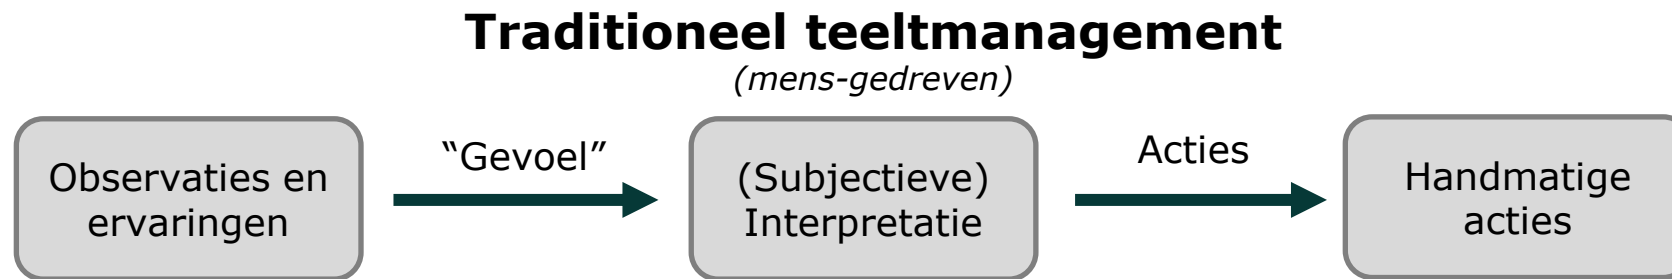 Traditioneel teeltmanagement
(mens-gedreven)
Observaties en
ervaringen
“Gevoel”
(Subjectieve)
Interpretatie
Acties
Handmatige
acties